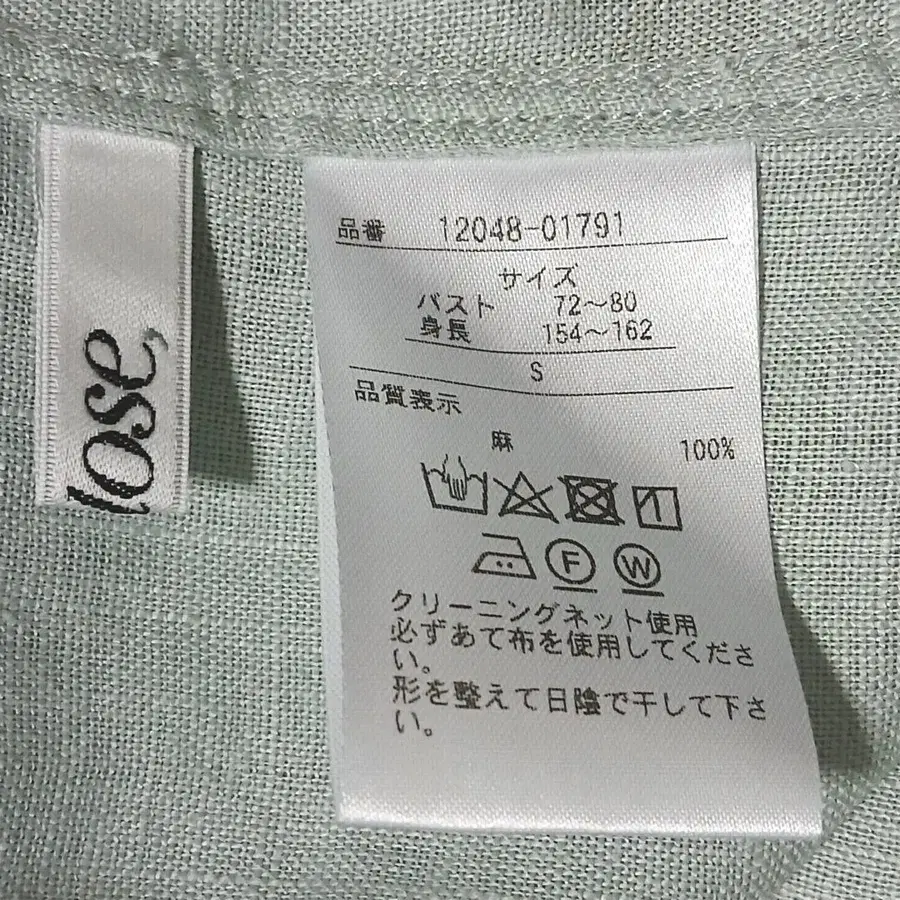 lose,
品番 12048-01791
サイズ
バスト 72～80
身長 154～162
S
品質表示
麻 100%
F W
クリーニングネット使用
必ずあて布を使用してくださ
い。
形を整えて日陰で干して下さ
い。